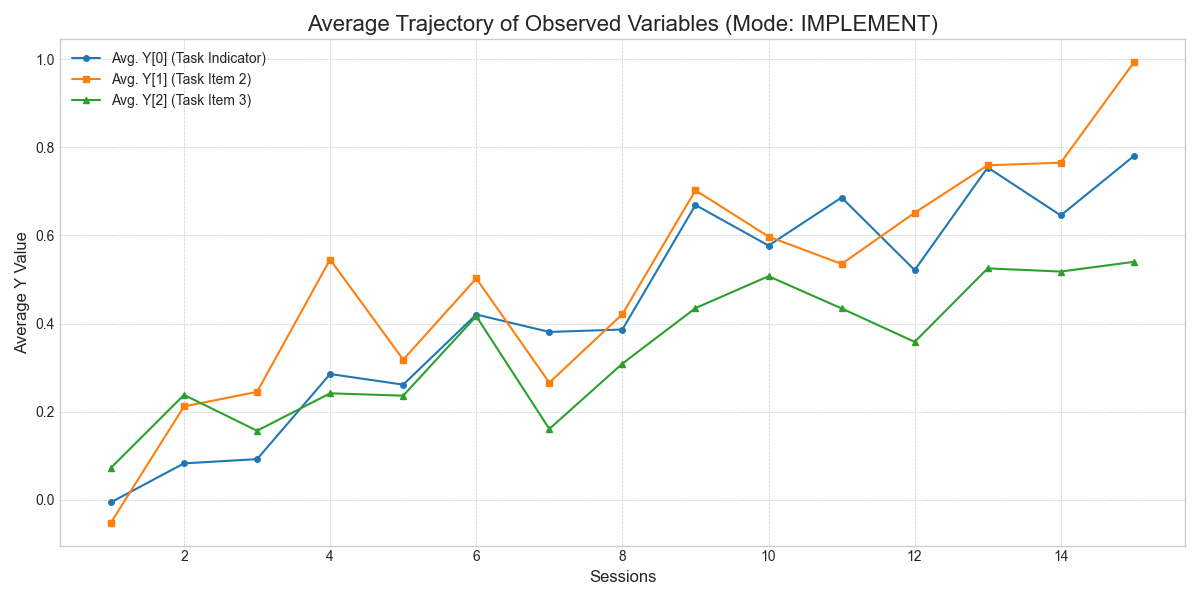 Average Trajectory of Observed Variables (Mode: IMPLEMENT)
Avg. Y[0] (Task Indicator)
Avg. Y[1] (Task Item 2)
Avg. Y[2] (Task Item 3)
Average Y Value
1.0
0.8
0.6
0.4
0.2
0.0
2 4 6 8 10 12 14
Sessions